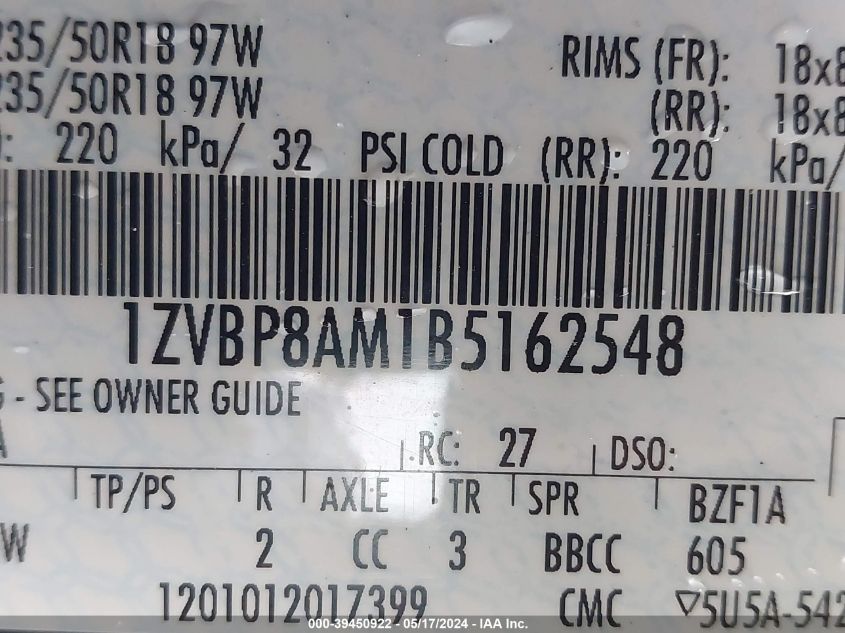 235/50R18 97W RIMS (FR): 18x8
235/50R18 97W (RR): 18x8
220 kPa/ 32 PSI COLD (RR): 220 kPa/
1ZVBP8AM1B5162548
- SEE OWNER GUIDE
RC: 27 DSO:
TP/PS R AXLE TR SPR BZF1A
W 2 CC 3 BBCC 605
1201012017399 CMC ▽5U5A-542
000-39450922 - 05/17/2024 - IAA Inc.